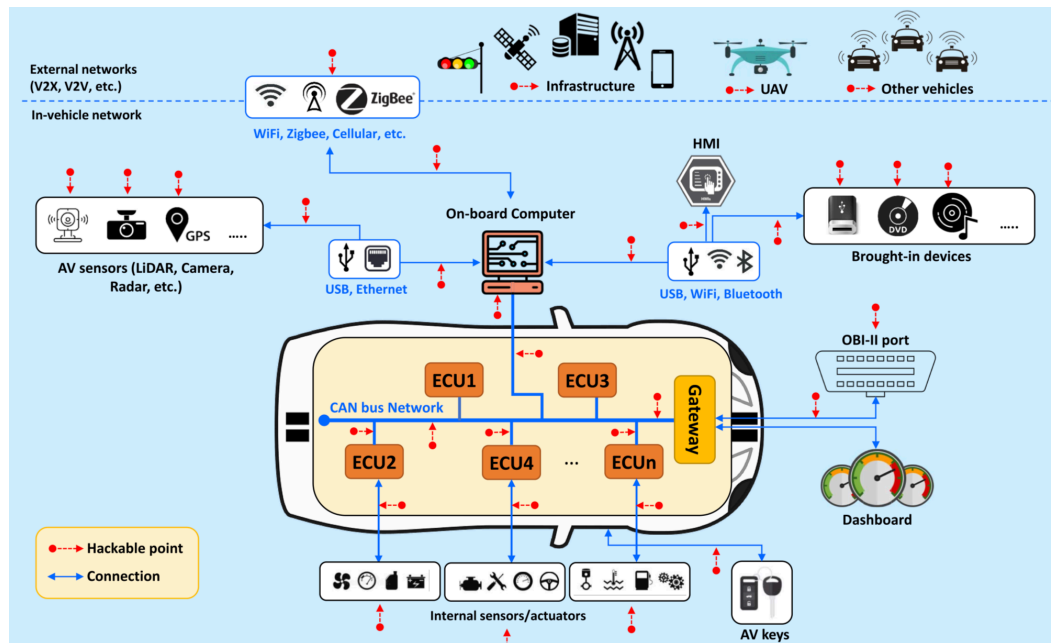 External networks
(V2X, V2V, etc.)
In-vehicle network
ZigBee
WiFi, Zigbee, Cellular, etc.
Infrastructure
UAV
Other vehicles
HMI
On-board Computer
GPS
.....
AV sensors (LiDAR, Camera,
Radar, etc.)
USB, Ethernet
USB, WiFi, Bluetooth
DVD
.....
Brought-in devices
OBI-II port
ECU1
ECU3
CAN bus Network
Gateway
ECU2
ECU4
...
ECUn
Dashboard
Hackable point
Connection
Internal sensors/actuators
AV keys